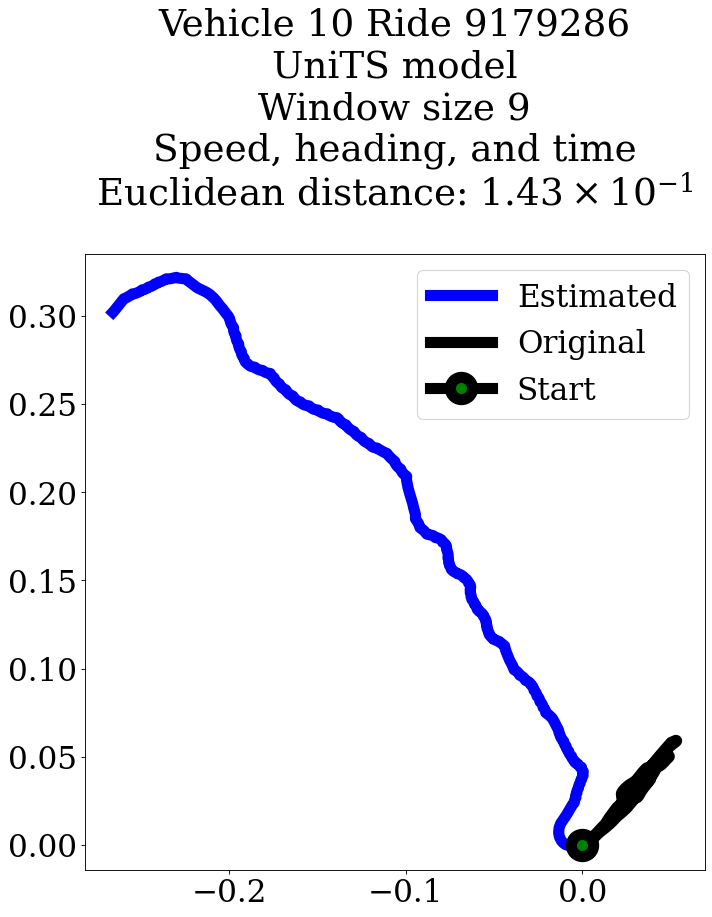 Vehicle 10 Ride 9179286
UniTS model
Window size 9
Speed, heading, and time
Euclidean distance: 1.43 × 10⁻¹
Estimated
Original
Start
0.30
0.25
0.20
0.15
0.10
0.05
0.00
−0.2
−0.1
0.0